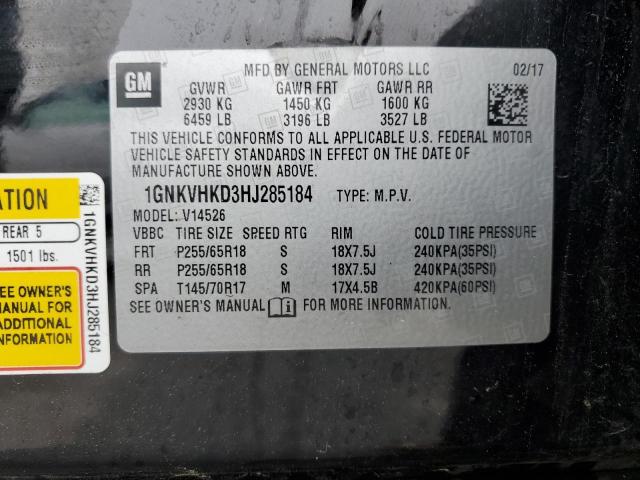 GM
MFD BY GENERAL MOTORS LLC 02/17
GVWR GAWR FRT GAWR RR
2930 KG 1450 KG 1600 KG
6459 LB 3196 LB 3527 LB
THIS VEHICLE CONFORMS TO ALL APPLICABLE U.S. FEDERAL MOTOR
VEHICLE SAFETY STANDARDS IN EFFECT ON THE DATE OF
MANUFACTURE SHOWN ABOVE.
1GNKVHKD3HJ285184 TYPE: M.P.V.
MODEL: V14526
VBBC TIRE SIZE SPEED RTG RIM COLD TIRE PRESSURE
FRT P255/65R18 S 18X7.5J 240KPA(35PSI)
RR P255/65R18 S 18X7.5J 240KPA(35PSI)
SPA T145/70R17 M 17X4.5B 420KPA(60PSI)
SEE OWNER'S MANUAL FOR MORE INFORMATION.
ATION
REAR 5
1501 lbs.
EE OWNER'S
MANUAL FOR
ADDITIONAL
FORMATION
1GNKVHKD3HJ285184